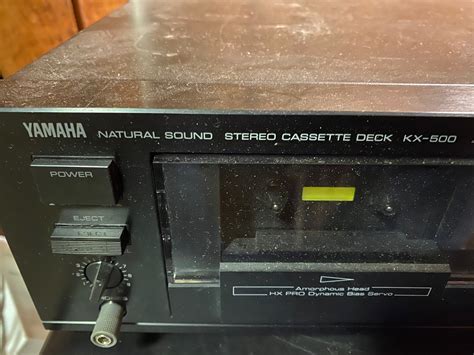 YAMAHA NATURAL SOUND STEREO CASSETTE DECK KX-500
POWER
EJECT
Amorphous Head
HX PRO Dynamic Bias Servo